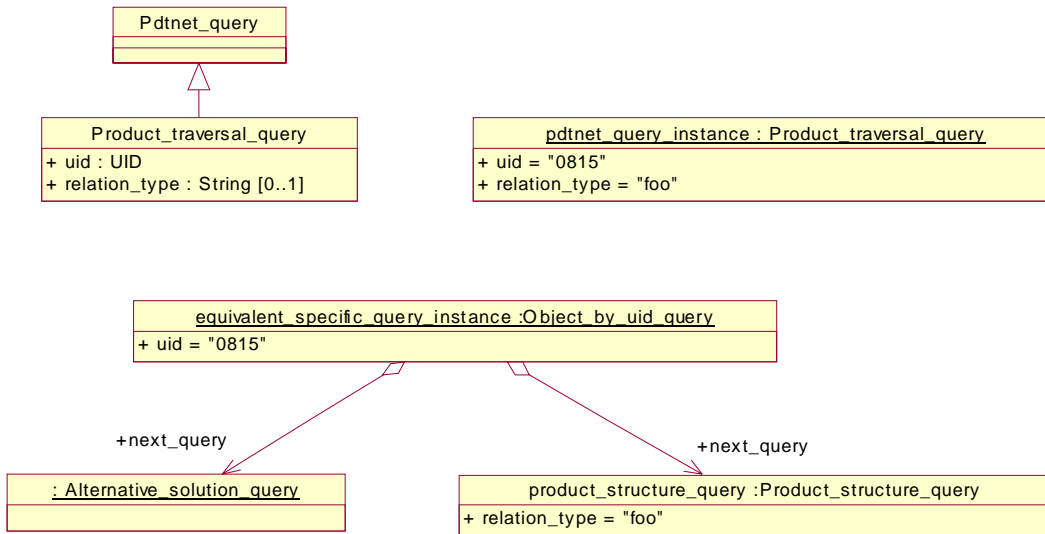 Pdtnet_query
Product_traversal_query
+ uid : UID
+ relation_type : String [0..1]
pdtnet_query_instance : Product_traversal_query
+ uid = "0815"
+ relation_type = "foo"
equivalent_specific_query_instance :Object_by_uid_query
+ uid = "0815"
+next_query
+next_query
: Alternative_solution_query
product_structure_query :Product_structure_query
+ relation_type = "foo"